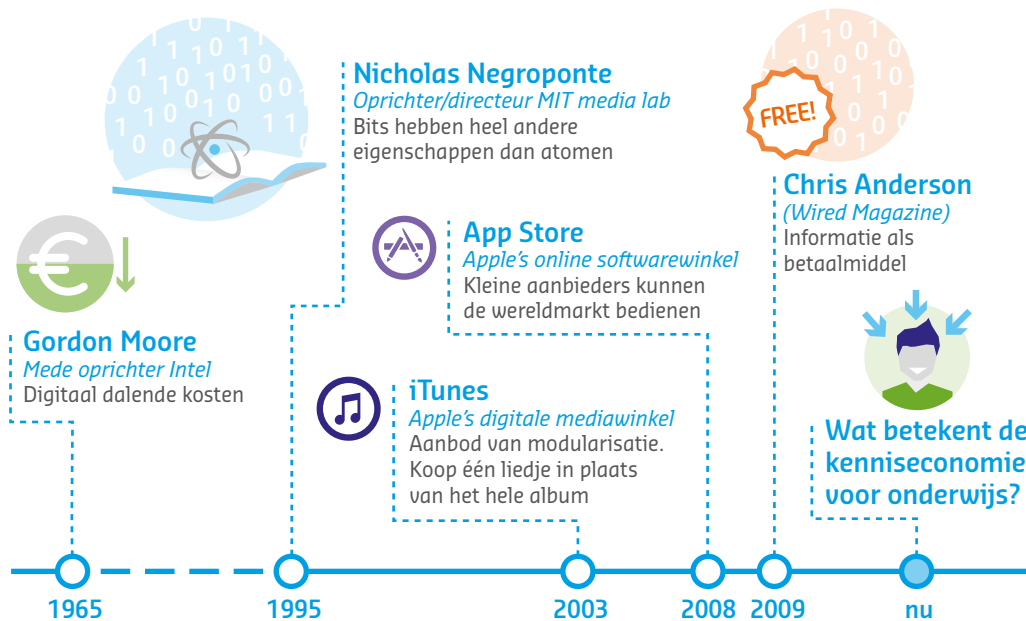 Nicholas Negroponte
Oprichter/directeur MIT media lab
Bits hebben heel andere
eigenschappen dan atomen
FREE!
Chris Anderson
(Wired Magazine)
Informatie als
betaalmiddel
App Store
Apple's online softwarewinkel
Kleine aanbieders kunnen
de wereldmarkt bedienen
Gordon Moore
Mede oprichter Intel
Digitaal dalende kosten
iTunes
Apple's digitale mediawinkel
Aanbod van modularisatie.
Koop één liedje in plaats
van het hele album
Wat betekent de
kenniseconomie
voor onderwijs?
1965
1995
2003
2008
2009
nu